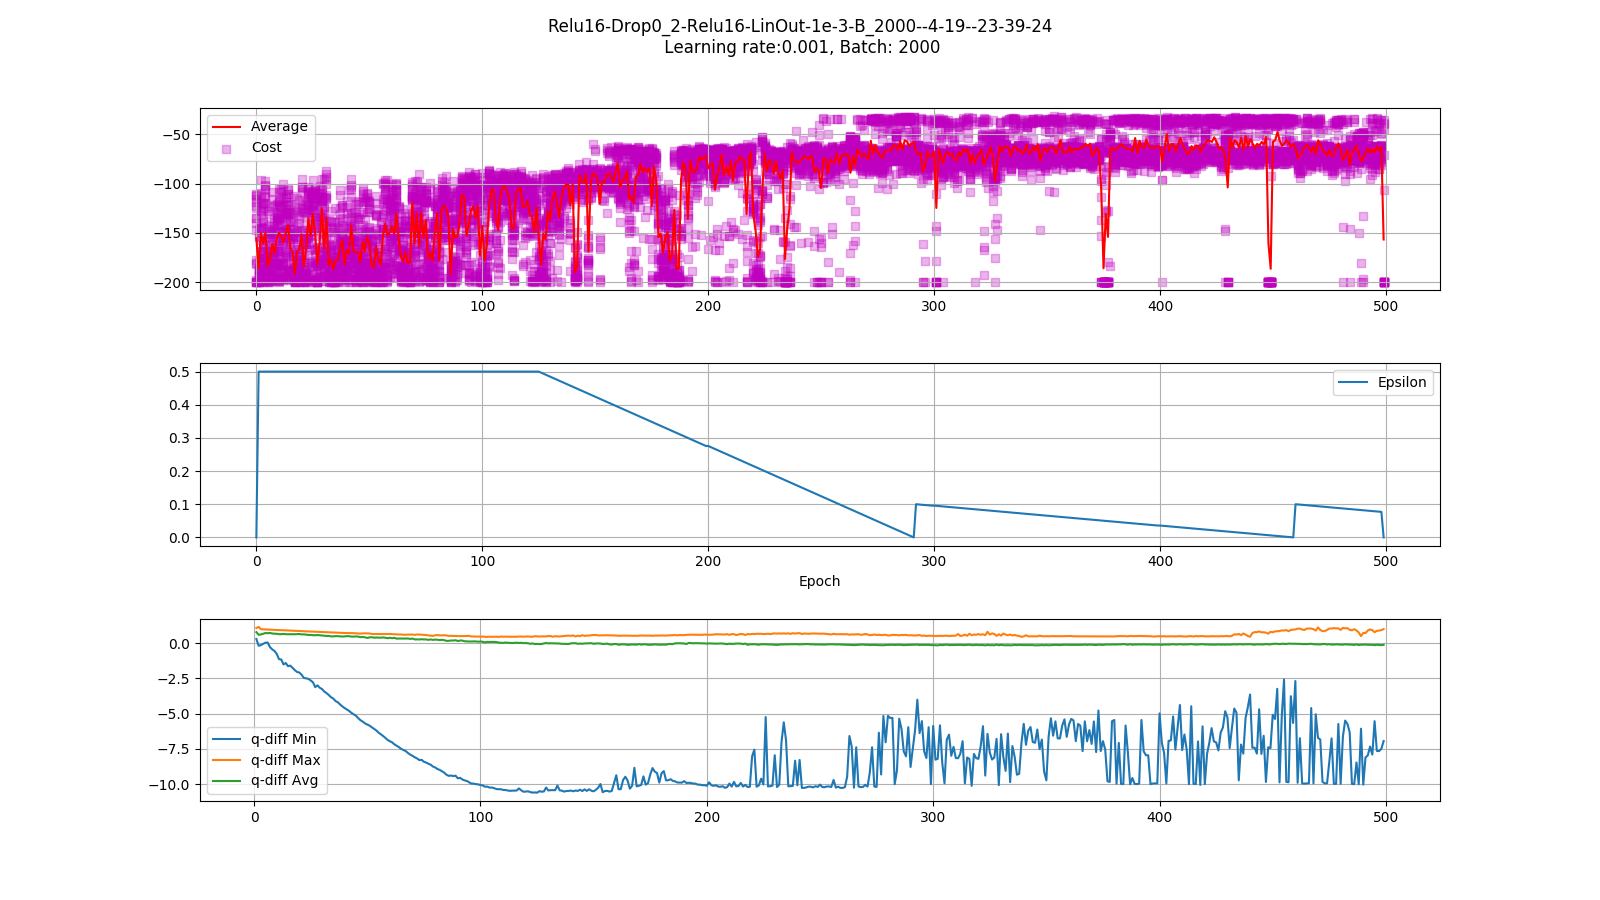 Relu16-Drop0_2-Relu16-LinOut-1e-3-B_2000--4-19--23-39-24
Learning rate:0.001, Batch: 2000
Average
Cost
−50
−100
−150
−200
0 100 200 300 400 500
Epsilon
0.5
0.4
0.3
0.2
0.1
0.0
0 100 200 300 400 500
Epoch
0.0
−2.5
−5.0
−7.5
−10.0
q-diff Min
q-diff Max
q-diff Avg
0 100 200 300 400 500